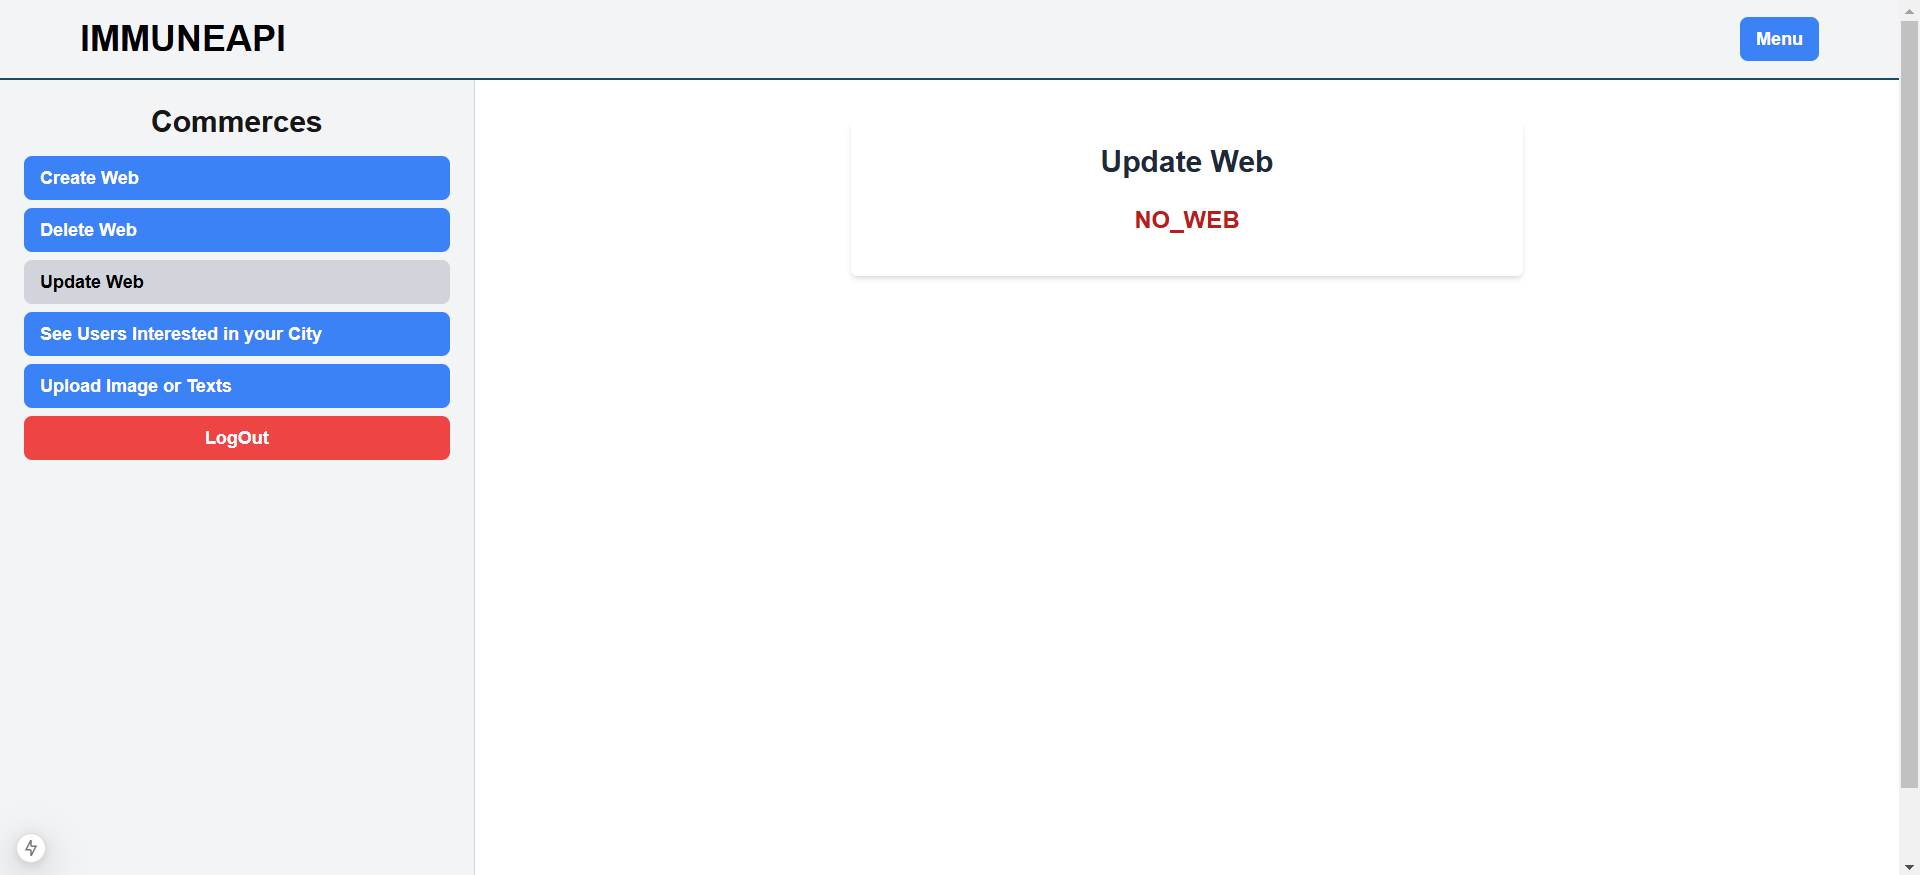 IMMUNEAPI
Menu
Commerces
Create Web
Delete Web
Update Web
See Users Interested in your City
Upload Image or Texts
LogOut
Update Web
NO_WEB